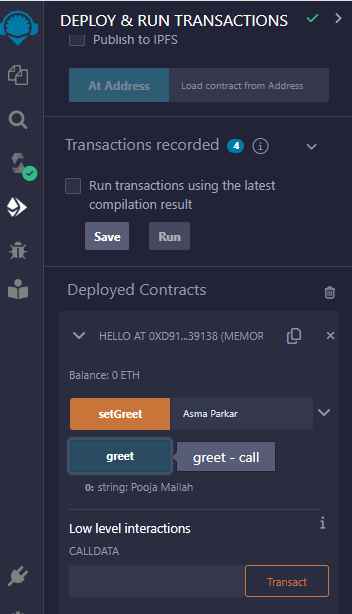 DEPLOY & RUN TRANSACTIONS
Publish to IPFS
At Address Load contract from Address
Transactions recorded 4 i
Run transactions using the latest
compilation result
Save Run
Deployed Contracts
HELLO AT 0XD91...39138 (MEMOR
Balance: 0 ETH
setGreet Asma Parkar
greet greet - call
0: string: Pooja Mallah
Low level interactions i
CALLDATA
Transact